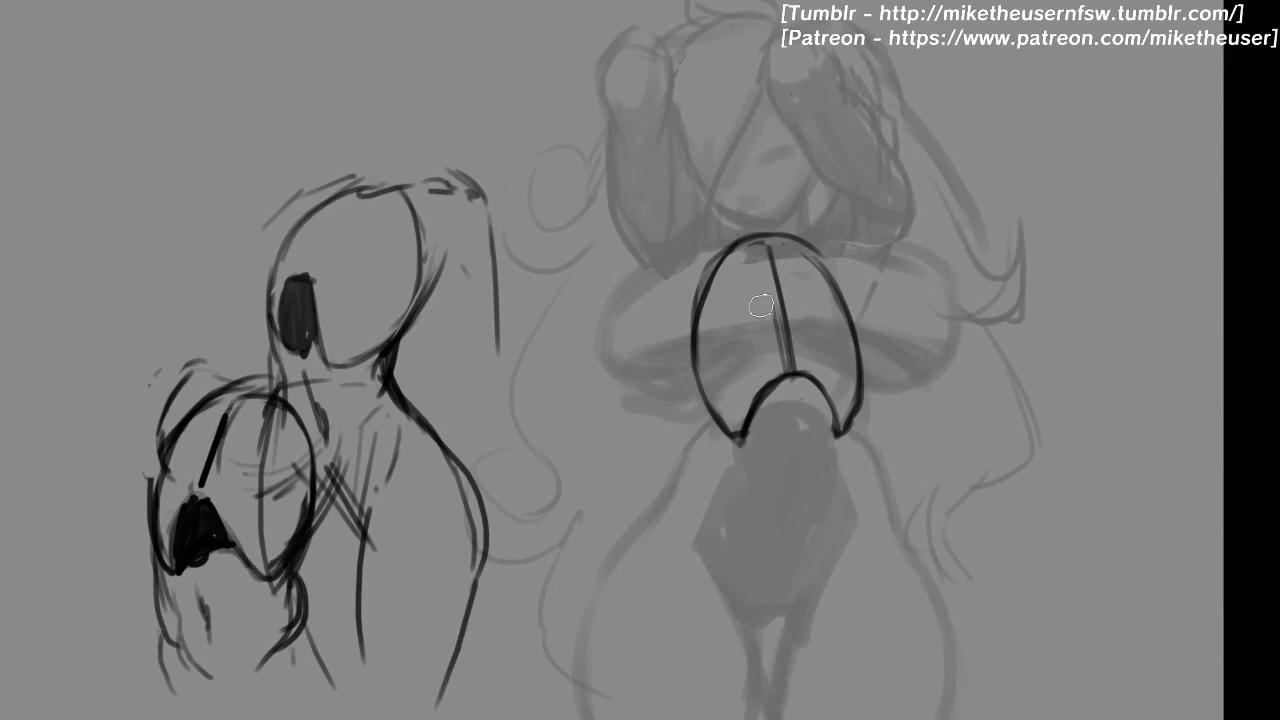 [Tumblr - http://miketheusernfsw.tumblr.com/]
[Patreon - https://www.patreon.com/miketheuser]